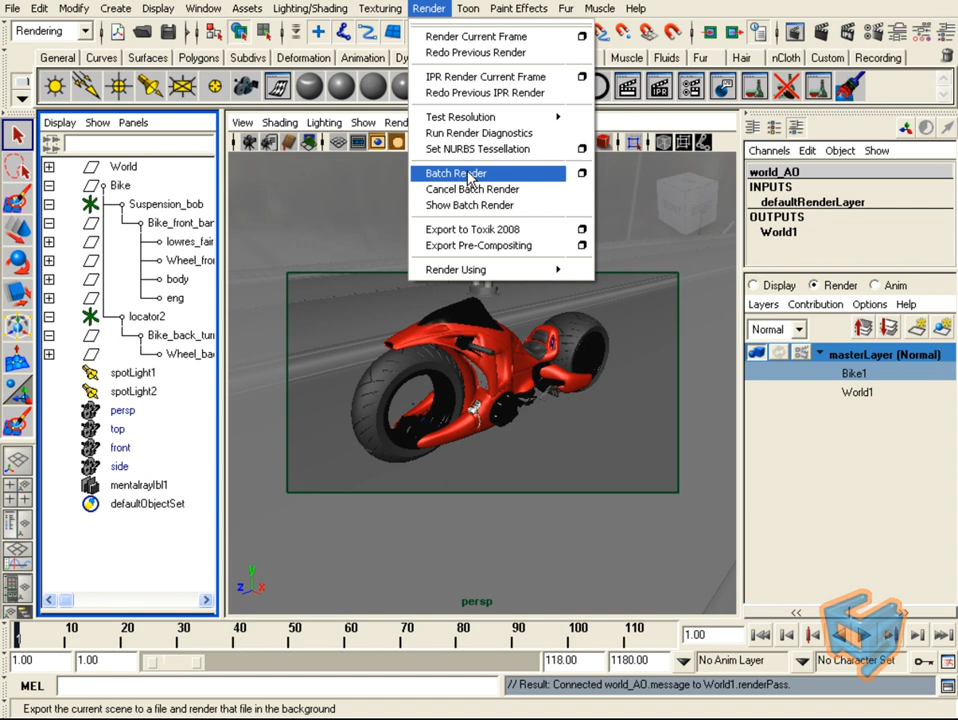 File Edit Modify Create Display Window Assets Lighting/Shading Texturing Render Toon Paint Effects Fur Muscle Help
Rendering
General Curves Surfaces Polygons Subdivs Deformation Animation Dy Muscle Fluids Fur Hair nCloth Custom Recording
IPR
Render Current Frame
Redo Previous Render
IPR Render Current Frame
Redo Previous IPR Render
Test Resolution
Run Render Diagnostics
Set NURBS Tessellation
Batch Render
Cancel Batch Render
Show Batch Render
Export to Toxik 2008
Export Pre-Compositing
Render Using
Display Show Panels
World
Bike
Suspension_bob
Bike_front_bar
lowres_fai
Wheel_fro
body
eng
locator2
Bike_back_tur
Wheel_ba
spotLight1
spotLight2
persp
top
front
side
mentalrayIbl1
defaultObjectSet
View Shading Lighting Show Ren
persp
Channels Edit Object Show
world_AO
INPUTS
defaultRenderLayer
OUTPUTS
World1
Display Render Anim
Layers Contribution Options Help
Normal
masterLayer (Normal)
Bike1
World1
10 20 30 40 50 60 70 80 90 100 110
1.00
1.00 1.00 118.00 1180.00 No Anim Layer No Character Set
MEL // Result: Connected world_AO.message to World1.renderPass.
Export the current scene to a file and render that file in the background